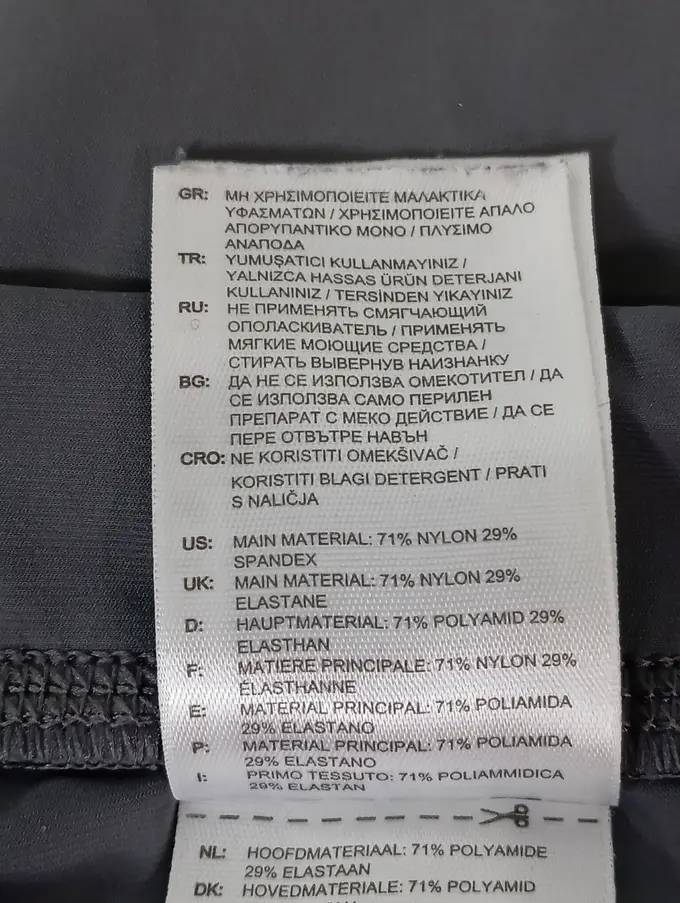 GR: ΜΗ ΧΡΗΣΙΜΟΠΟΙΕΙΤΕ ΜΑΛΑΚΤΙΚΑ
ΥΦΑΣΜΑΤΩΝ / ΧΡΗΣΙΜΟΠΟΙΕΙΤΕ ΑΠΑΛΟ
ΑΠΟΡΥΠΑΝΤΙΚΟ ΜΟΝΟ / ΠΛΥΣΙΜΟ
ΑΝΑΠΟΔΑ
TR: YUMUŞATICI KULLANMAYINIZ /
YALNIZCA HASSAS ÜRÜN DETERJANI
KULLANINIZ / TERSİNDEN YIKAYINIZ
RU: НЕ ПРИМЕНЯТЬ СМЯГЧАЮЩИЙ
ОПОЛАСКИВАТЕЛЬ / ПРИМЕНЯТЬ
МЯГКИЕ МОЮЩИЕ СРЕДСТВА /
СТИРАТЬ ВЫВЕРНУВ НАИЗНАНКУ
BG: ДА НЕ СЕ ИЗПОЛЗВА ОМЕКОТИТЕЛ / ДА
СЕ ИЗПОЛЗВА САМО ПЕРИЛЕН
ПРЕПАРАТ С МЕКО ДЕЙСТВИЕ / ДА СЕ
ПЕРЕ ОТВЪТРЕ НАВЪН
CRO: NE KORISTITI OMEKŠIVAČ /
KORISTITI BLAGI DETERGENT / PRATI
S NALIČJA
US: MAIN MATERIAL: 71% NYLON 29%
SPANDEX
UK: MAIN MATERIAL: 71% NYLON 29%
ELASTANE
D: HAUPTMATERIAL: 71% POLYAMID 29%
ELASTHAN
F: MATIÈRE PRINCIPALE: 71% NYLON 29%
ÉLASTHANNE
E: MATERIAL PRINCIPAL: 71% POLIAMIDA
29% ELASTANO
P: MATERIAL PRINCIPAL: 71% POLIAMIDA
29% ELASTANO
I: PRIMO TESSUTO: 71% POLIAMMIDICA
29% ELASTAN
NL: HOOFDMATERIAAL: 71% POLYAMIDE
29% ELASTAAN
DK: HOVEDMATERIALE: 71% POLYAMID